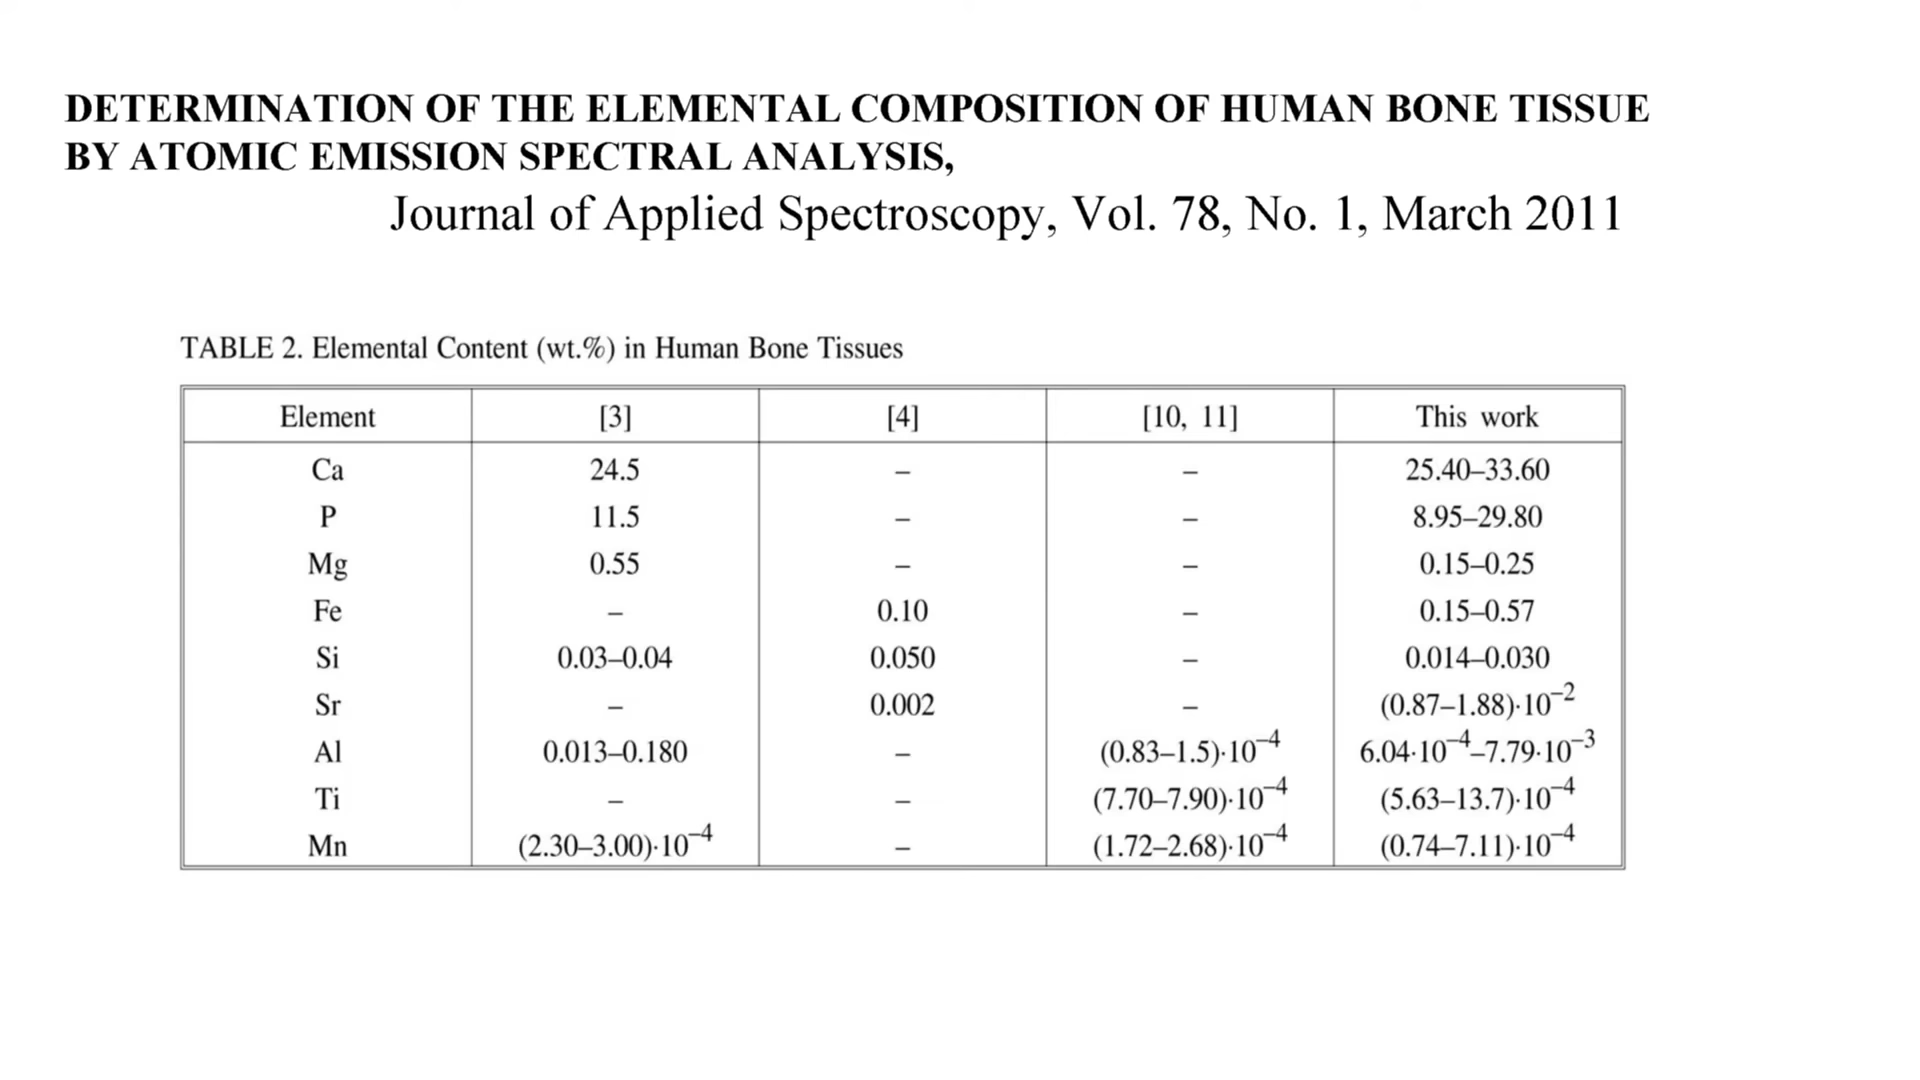 DETERMINATION OF THE ELEMENTAL COMPOSITION OF HUMAN BONE TISSUE
BY ATOMIC EMISSION SPECTRAL ANALYSIS,
Journal of Applied Spectroscopy, Vol. 78, No. 1, March 2011
TABLE 2. Elemental Content (wt.%) in Human Bone Tissues
Element [3] [4] [10, 11] This work
Ca 24.5 – – 25.40–33.60
P 11.5 – – 8.95–29.80
Mg 0.55 – – 0.15–0.25
Fe – 0.10 – 0.15–0.57
Si 0.03–0.04 0.050 – 0.014–0.030
Sr – 0.002 – (0.87–1.88)·10⁻²
Al 0.013–0.180 – (0.83–1.5)·10⁻⁴ 6.04·10⁻⁴–7.79·10⁻³
Ti – – (7.70–7.90)·10⁻⁴ (5.63–13.7)·10⁻⁴
Mn (2.30–3.00)·10⁻⁴ – (1.72–2.68)·10⁻⁴ (0.74–7.11)·10⁻⁴